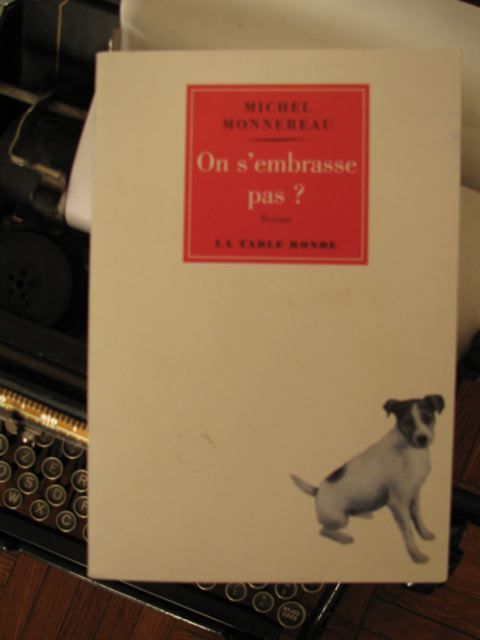 MICHEL
MONNEREAU
On s'embrasse
pas ?
Roman
LA TABLE RONDE
Z
E
R
S
D
F
W
X
C